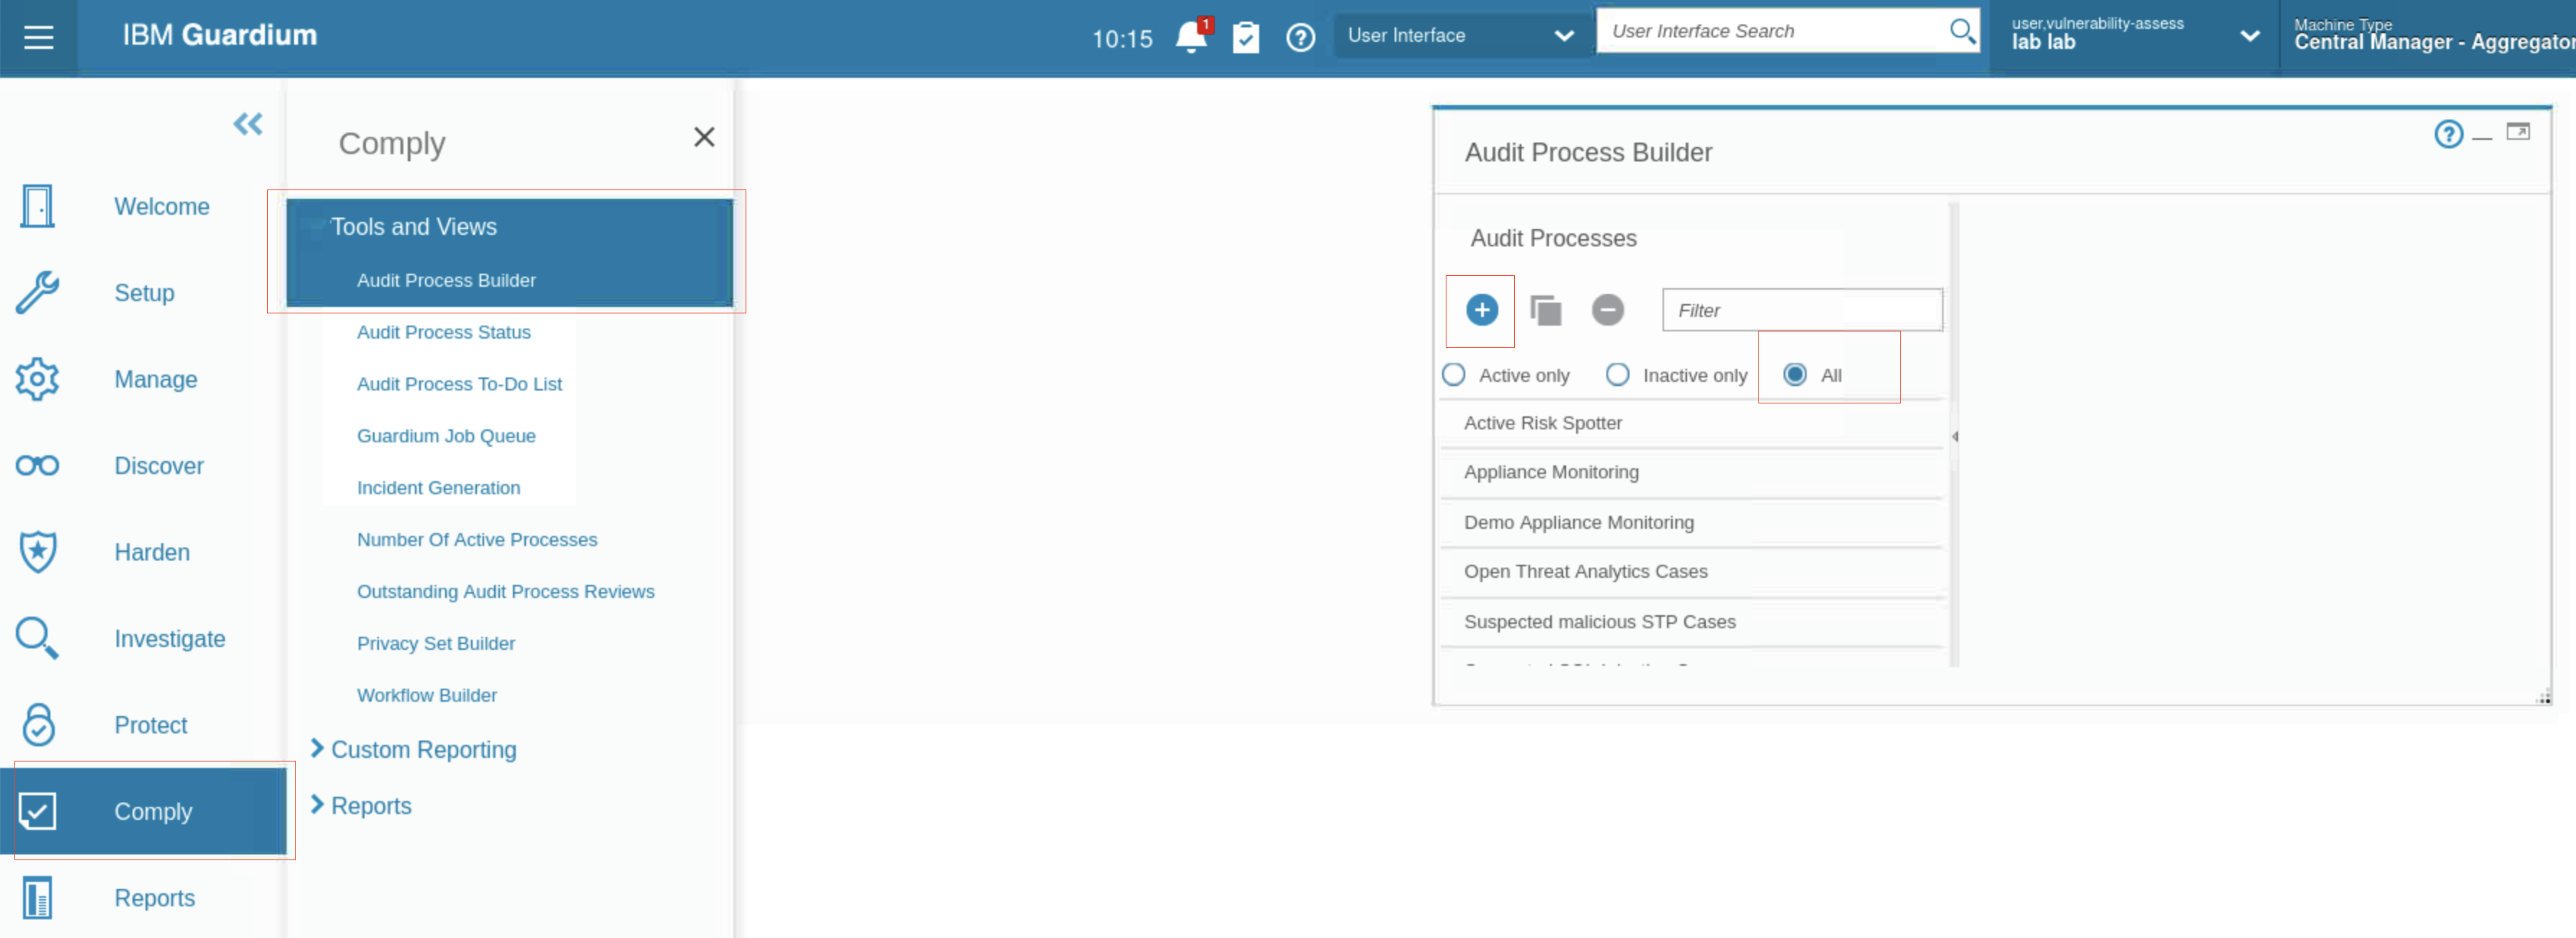 IBM Guardium
10:15
1
User Interface
User Interface Search
user,vulnerability-assess
lab lab
Machine Type
Central Manager - Aggregator
Welcome
Setup
Manage
Discover
Harden
Investigate
Protect
Comply
Reports
Comply
Tools and Views
Audit Process Builder
Audit Process Status
Audit Process To-Do List
Guardium Job Queue
Incident Generation
Number Of Active Processes
Outstanding Audit Process Reviews
Privacy Set Builder
Workflow Builder
Custom Reporting
Reports
Audit Process Builder
Audit Processes
Filter
Active only
Inactive only
All
Active Risk Spotter
Appliance Monitoring
Demo Appliance Monitoring
Open Threat Analytics Cases
Suspected malicious STP Cases